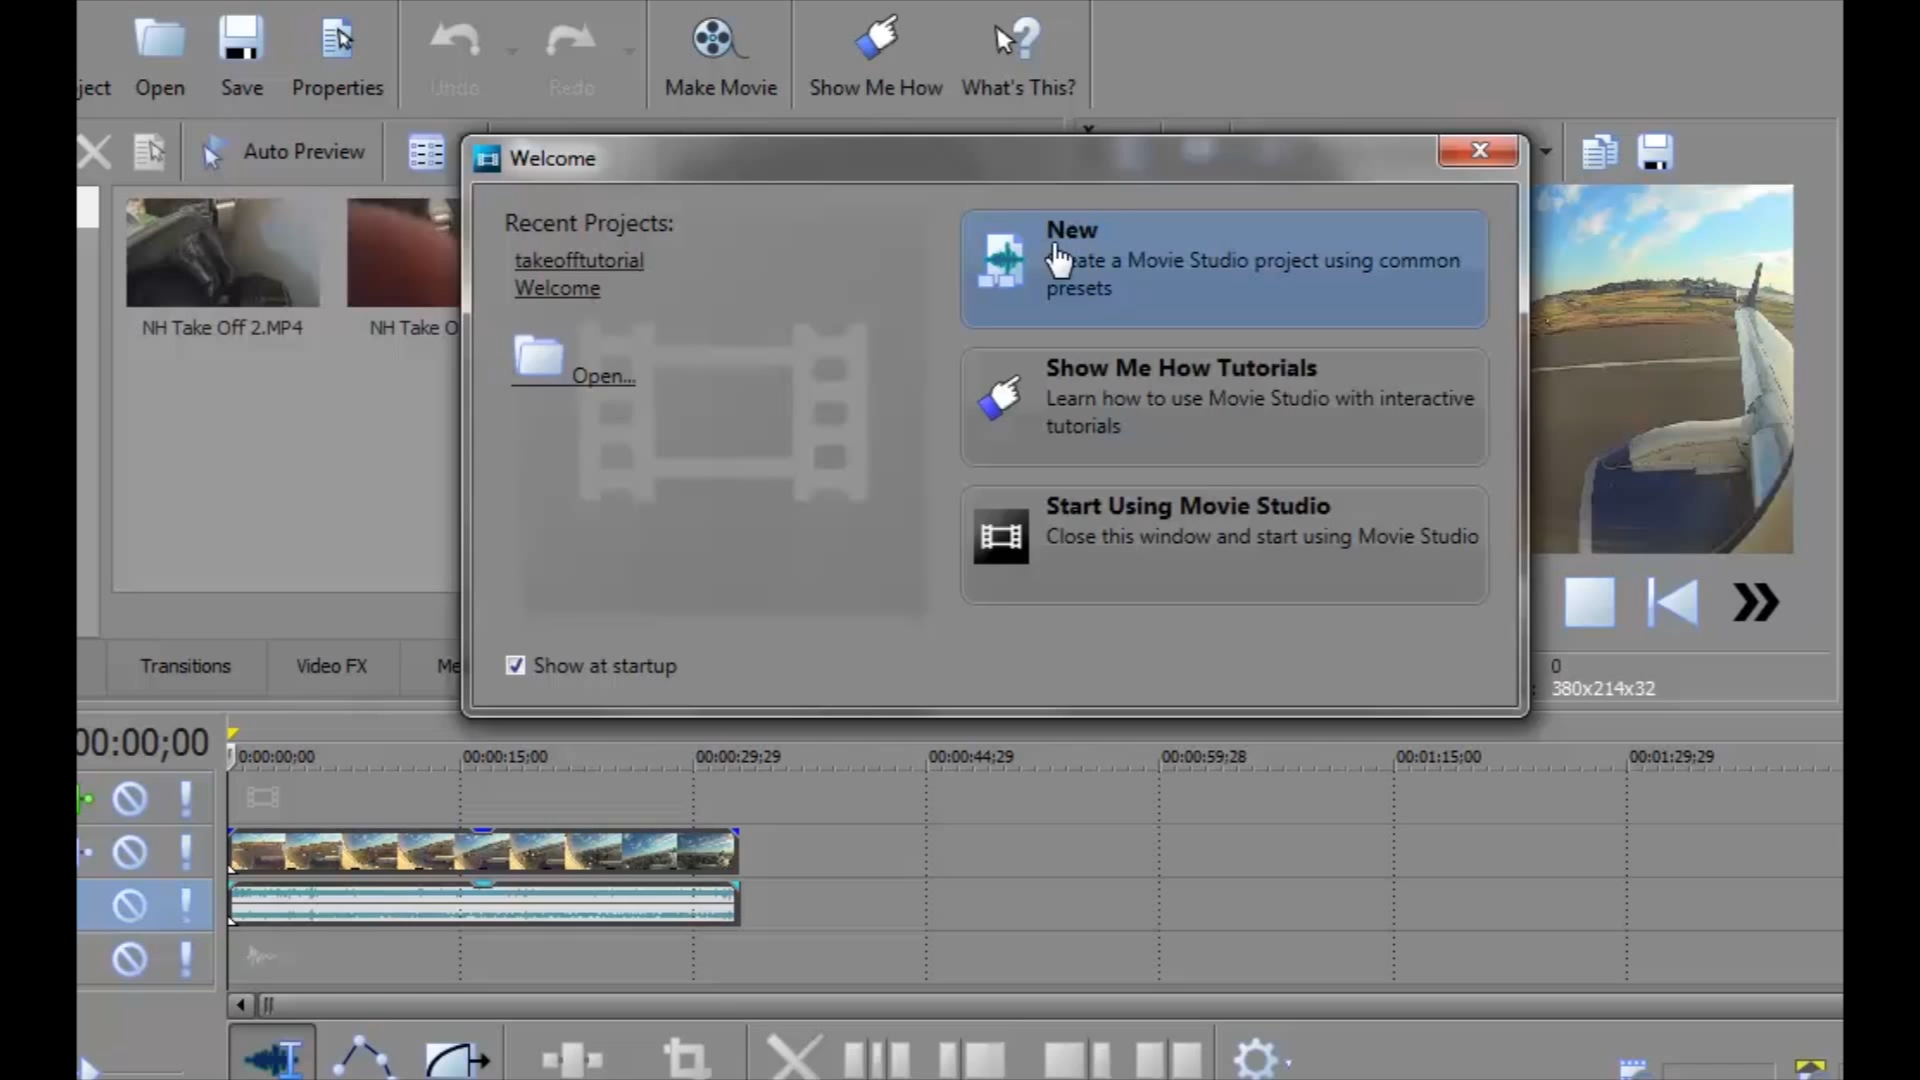 ject
Open
Save
Properties
Undo
Redo
Make Movie
Show Me How
What's This?
Auto Preview
NH Take Off 2.MP4
NH Take O
Welcome
Recent Projects:
takeofftutorial
Welcome
Open...
New
eate a Movie Studio project using common
presets
Show Me How Tutorials
Learn how to use Movie Studio with interactive
tutorials
Start Using Movie Studio
Close this window and start using Movie Studio
Show at startup
Transitions
Video FX
Me
0
: 380x214x32
00:00;00
0:00:00;00
00:00:15;00
00:00:29;29
00:00:44;29
00:00:59;28
00:01:15;00
00:01:29;29